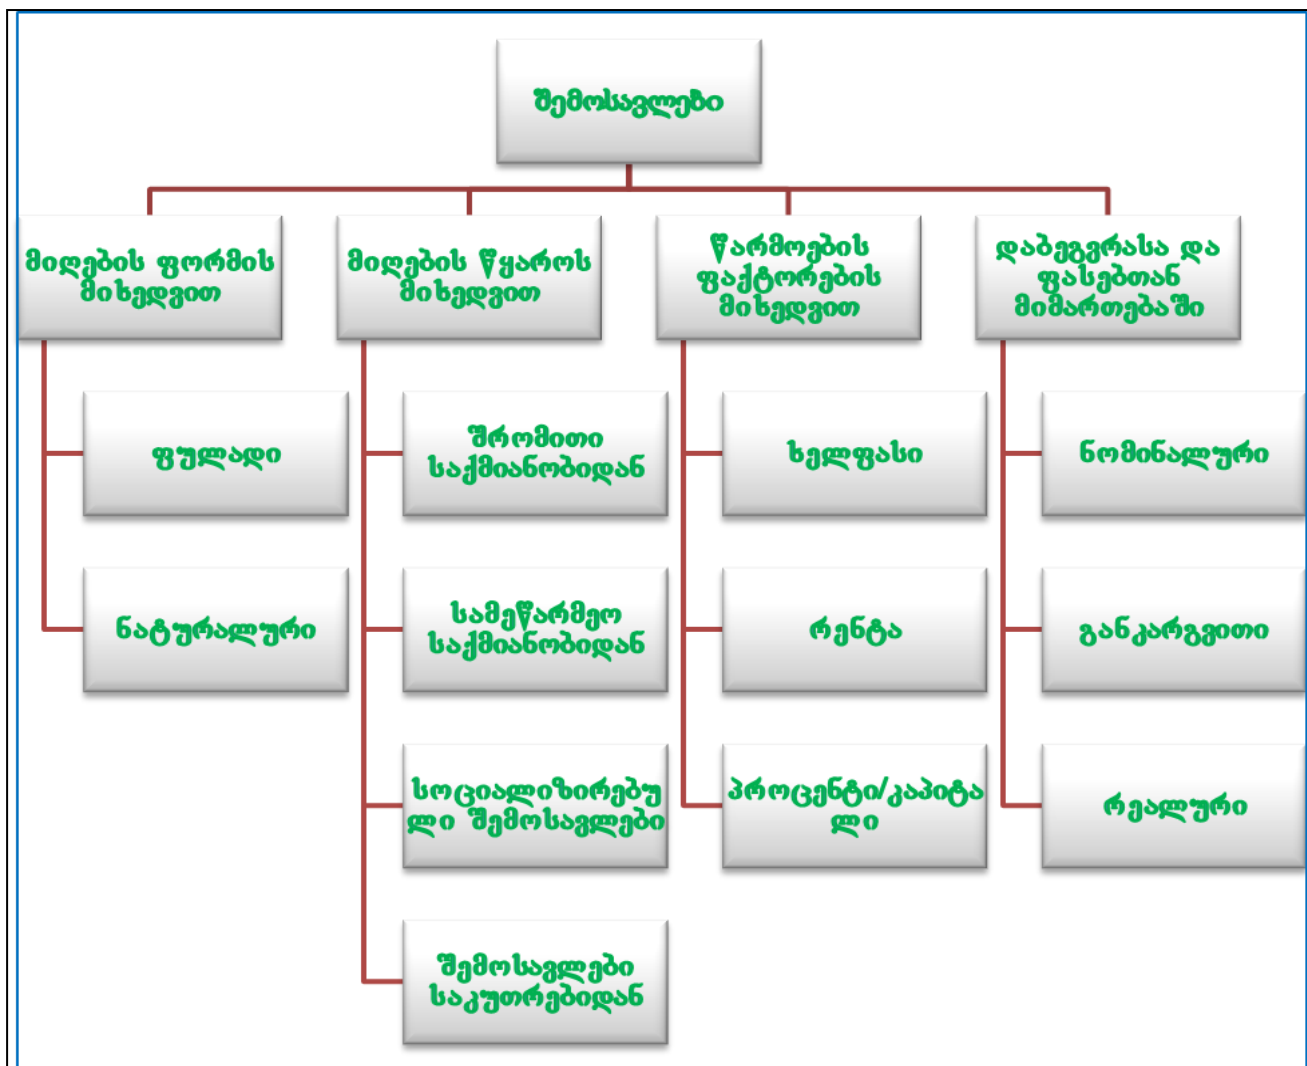 შემოსავლები
მიღების ფორმის
მიხედვით
ფულადი
ნატურალური
მიღების წყაროს
მიხედვით
შრომითი
საქმიანობიდან
სამეწარმეო
საქმიანობიდან
სოციალიზირებუ
ლი შემოსავლები
შემოსავლები
საკუთრებიდან
წარმოების
ფაქტორების
მიხედვით
ხელფასი
რენტა
პროცენტი/კაპიტა
ლი
დაბეგვრასა და
ფასებთან
მიმართებაში
ნომინალური
განკარგვითი
რეალური